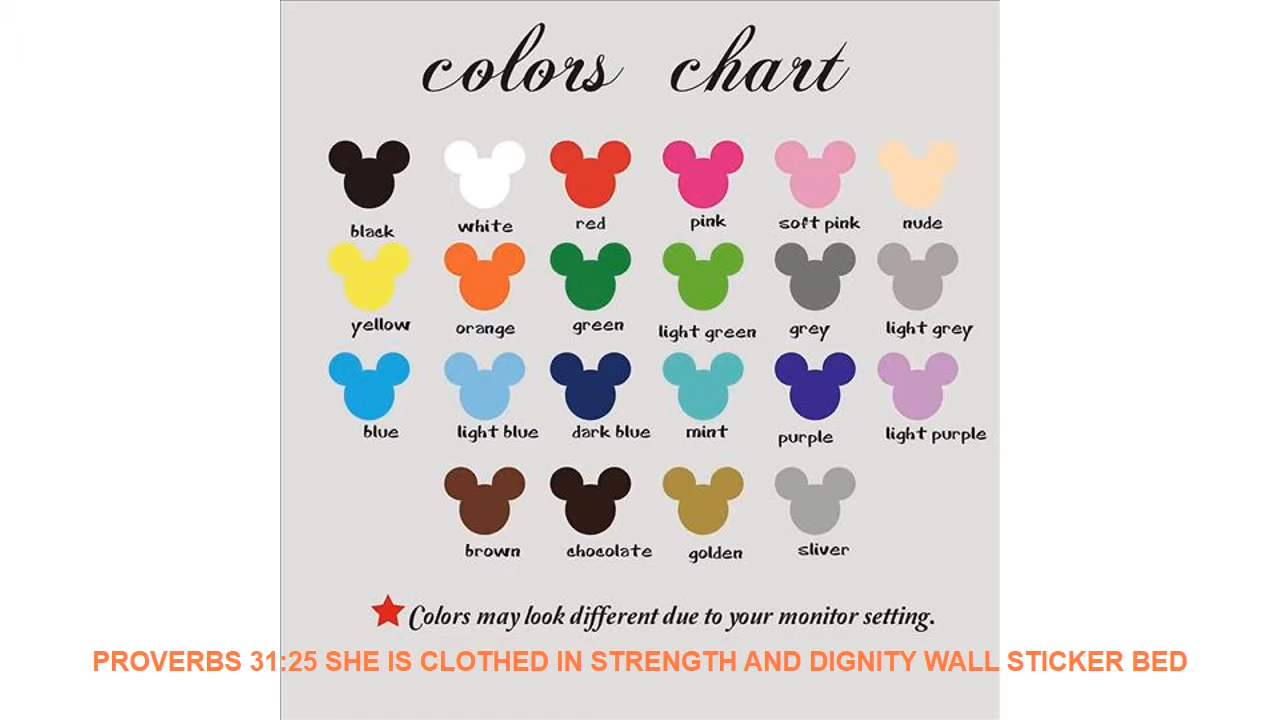 colors chart
black white red pink soft pink nude
yellow orange green light green grey light grey
blue light blue dark blue mint purple light purple
brown chocolate golden sliver
Colors may look different due to your monitor setting.
PROVERBS 31:25 SHE IS CLOTHED IN STRENGTH AND DIGNITY WALL STICKER BED